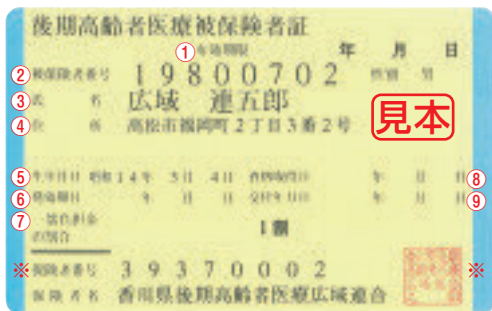 後期高齢者医療被保険者証
① 有効期限 年 月 日
② 被保険者番号 19800702 性別 男
③ 氏名 広域 連五郎
④ 住所 高松市福岡町2丁目3番2号
見本
⑤ 生年月日 昭和14年 3月 4日 資格取得日 年 月 日 ⑧
⑥ 発効期日 年 月 日 交付年月日 年 月 日 ⑨
⑦ 一部負担金の割合 1割
※ 保険者番号 39370002 ※
保険者名 香川県後期高齢者医療広域連合